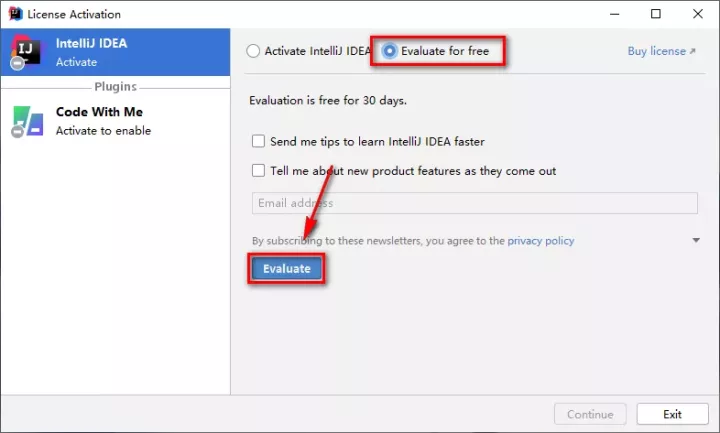 License Activation
IntelliJ IDEA
Activate
Plugins
Code With Me
Activate to enable
Activate IntelliJ IDEA
Evaluate for free
Buy license
Evaluation is free for 30 days.
Send me tips to learn IntelliJ IDEA faster
Tell me about new product features as they come out
Email address
By subscribing to these newsletters, you agree to the privacy policy
Evaluate
Continue
Exit